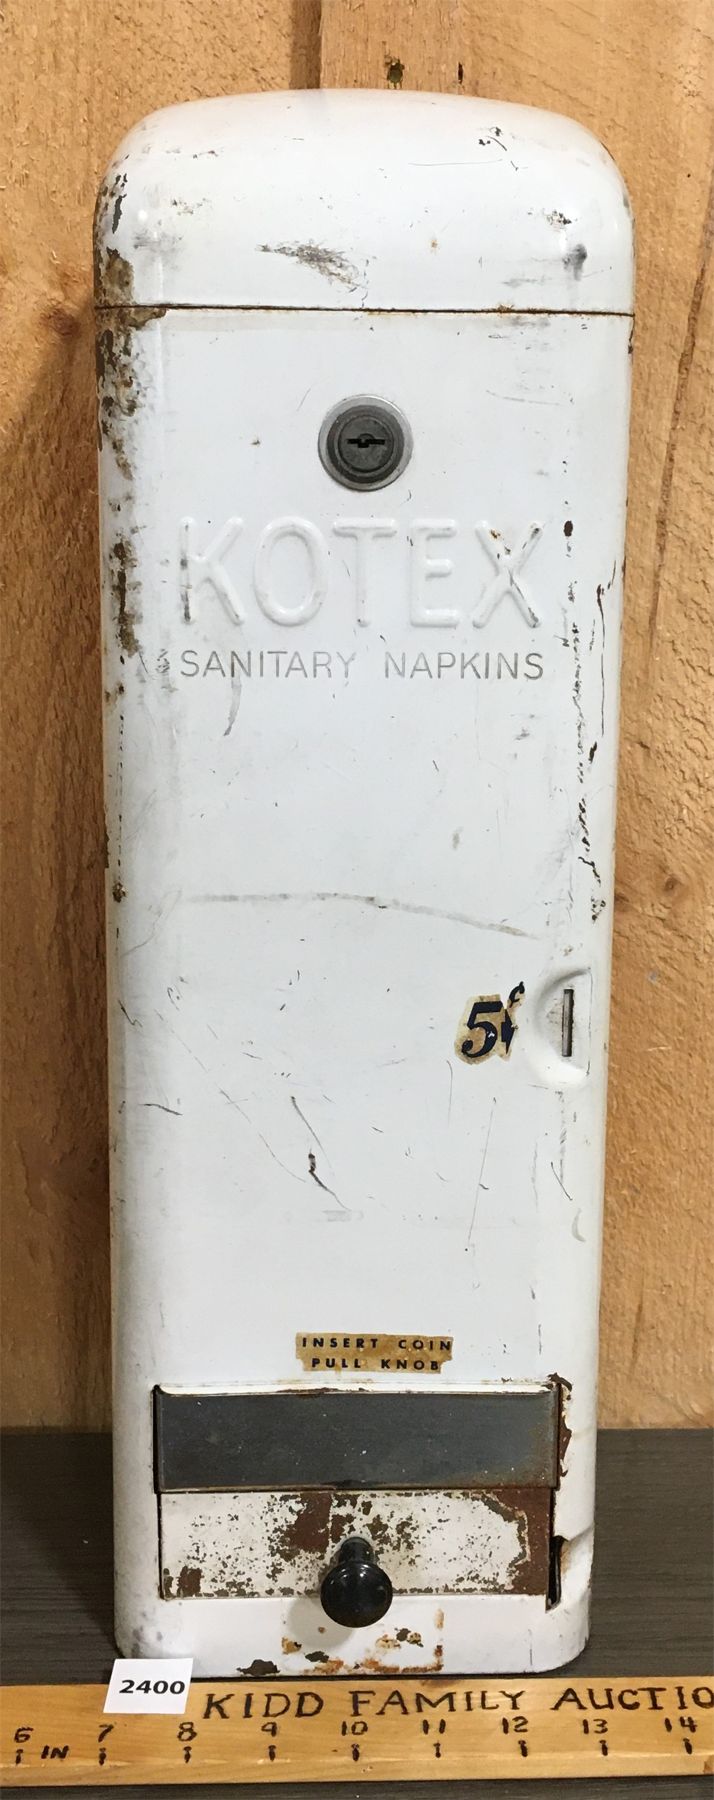 KOTEX
SANITARY NAPKINS
5¢
INSERT COIN
PULL KNOB
2400
KIDD FAMILY AUCTIO
6 7 8 9 10 11 12 13 14
IN